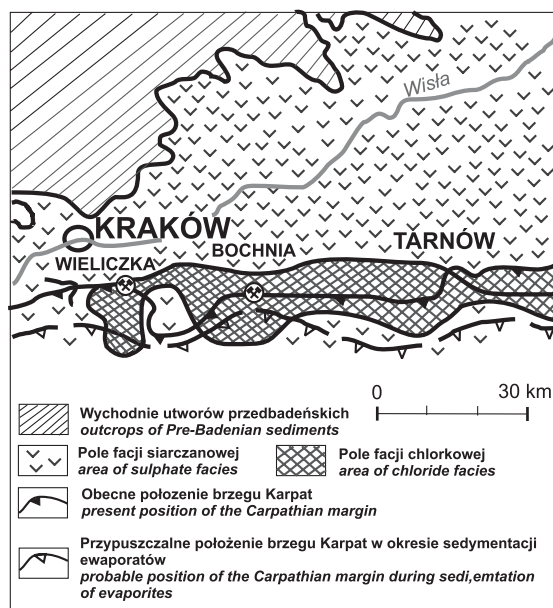 Wisła
KRAKÓW
BOCHNIA
TARNÓW
WIELICZKA
0 30 km
Wychodnie utworów przedbadeńskich
outcrops of Pre-Badenian sediments
Pole facji siarczanowej
area of sulphate facies
Pole facji chlorkowej
area of chloride facies
Obecne połozenie brzegu Karpat
present position of the Carpathian margin
Przypuszczalne położenie brzegu Karpat w okresie sedymentacji
ewaporatów
probable position of the Carpathian margin during sedi,emtation
of evaporites